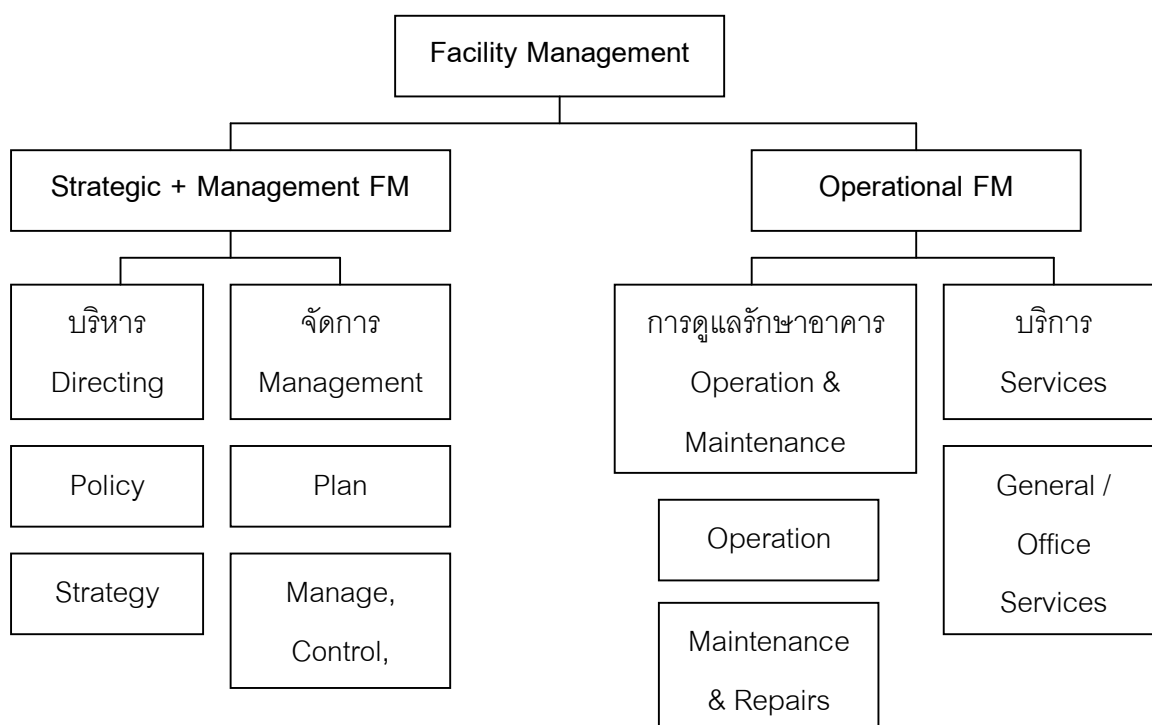 Facility Management
Strategic + Management FM
Operational FM
บริหาร
Directing
จัดการ
Management
การดูแลรักษาอาคาร
Operation &
Maintenance
บริการ
Services
Policy
Plan
Operation
General /
Office
Services
Strategy
Manage,
Control,
Maintenance
& Repairs